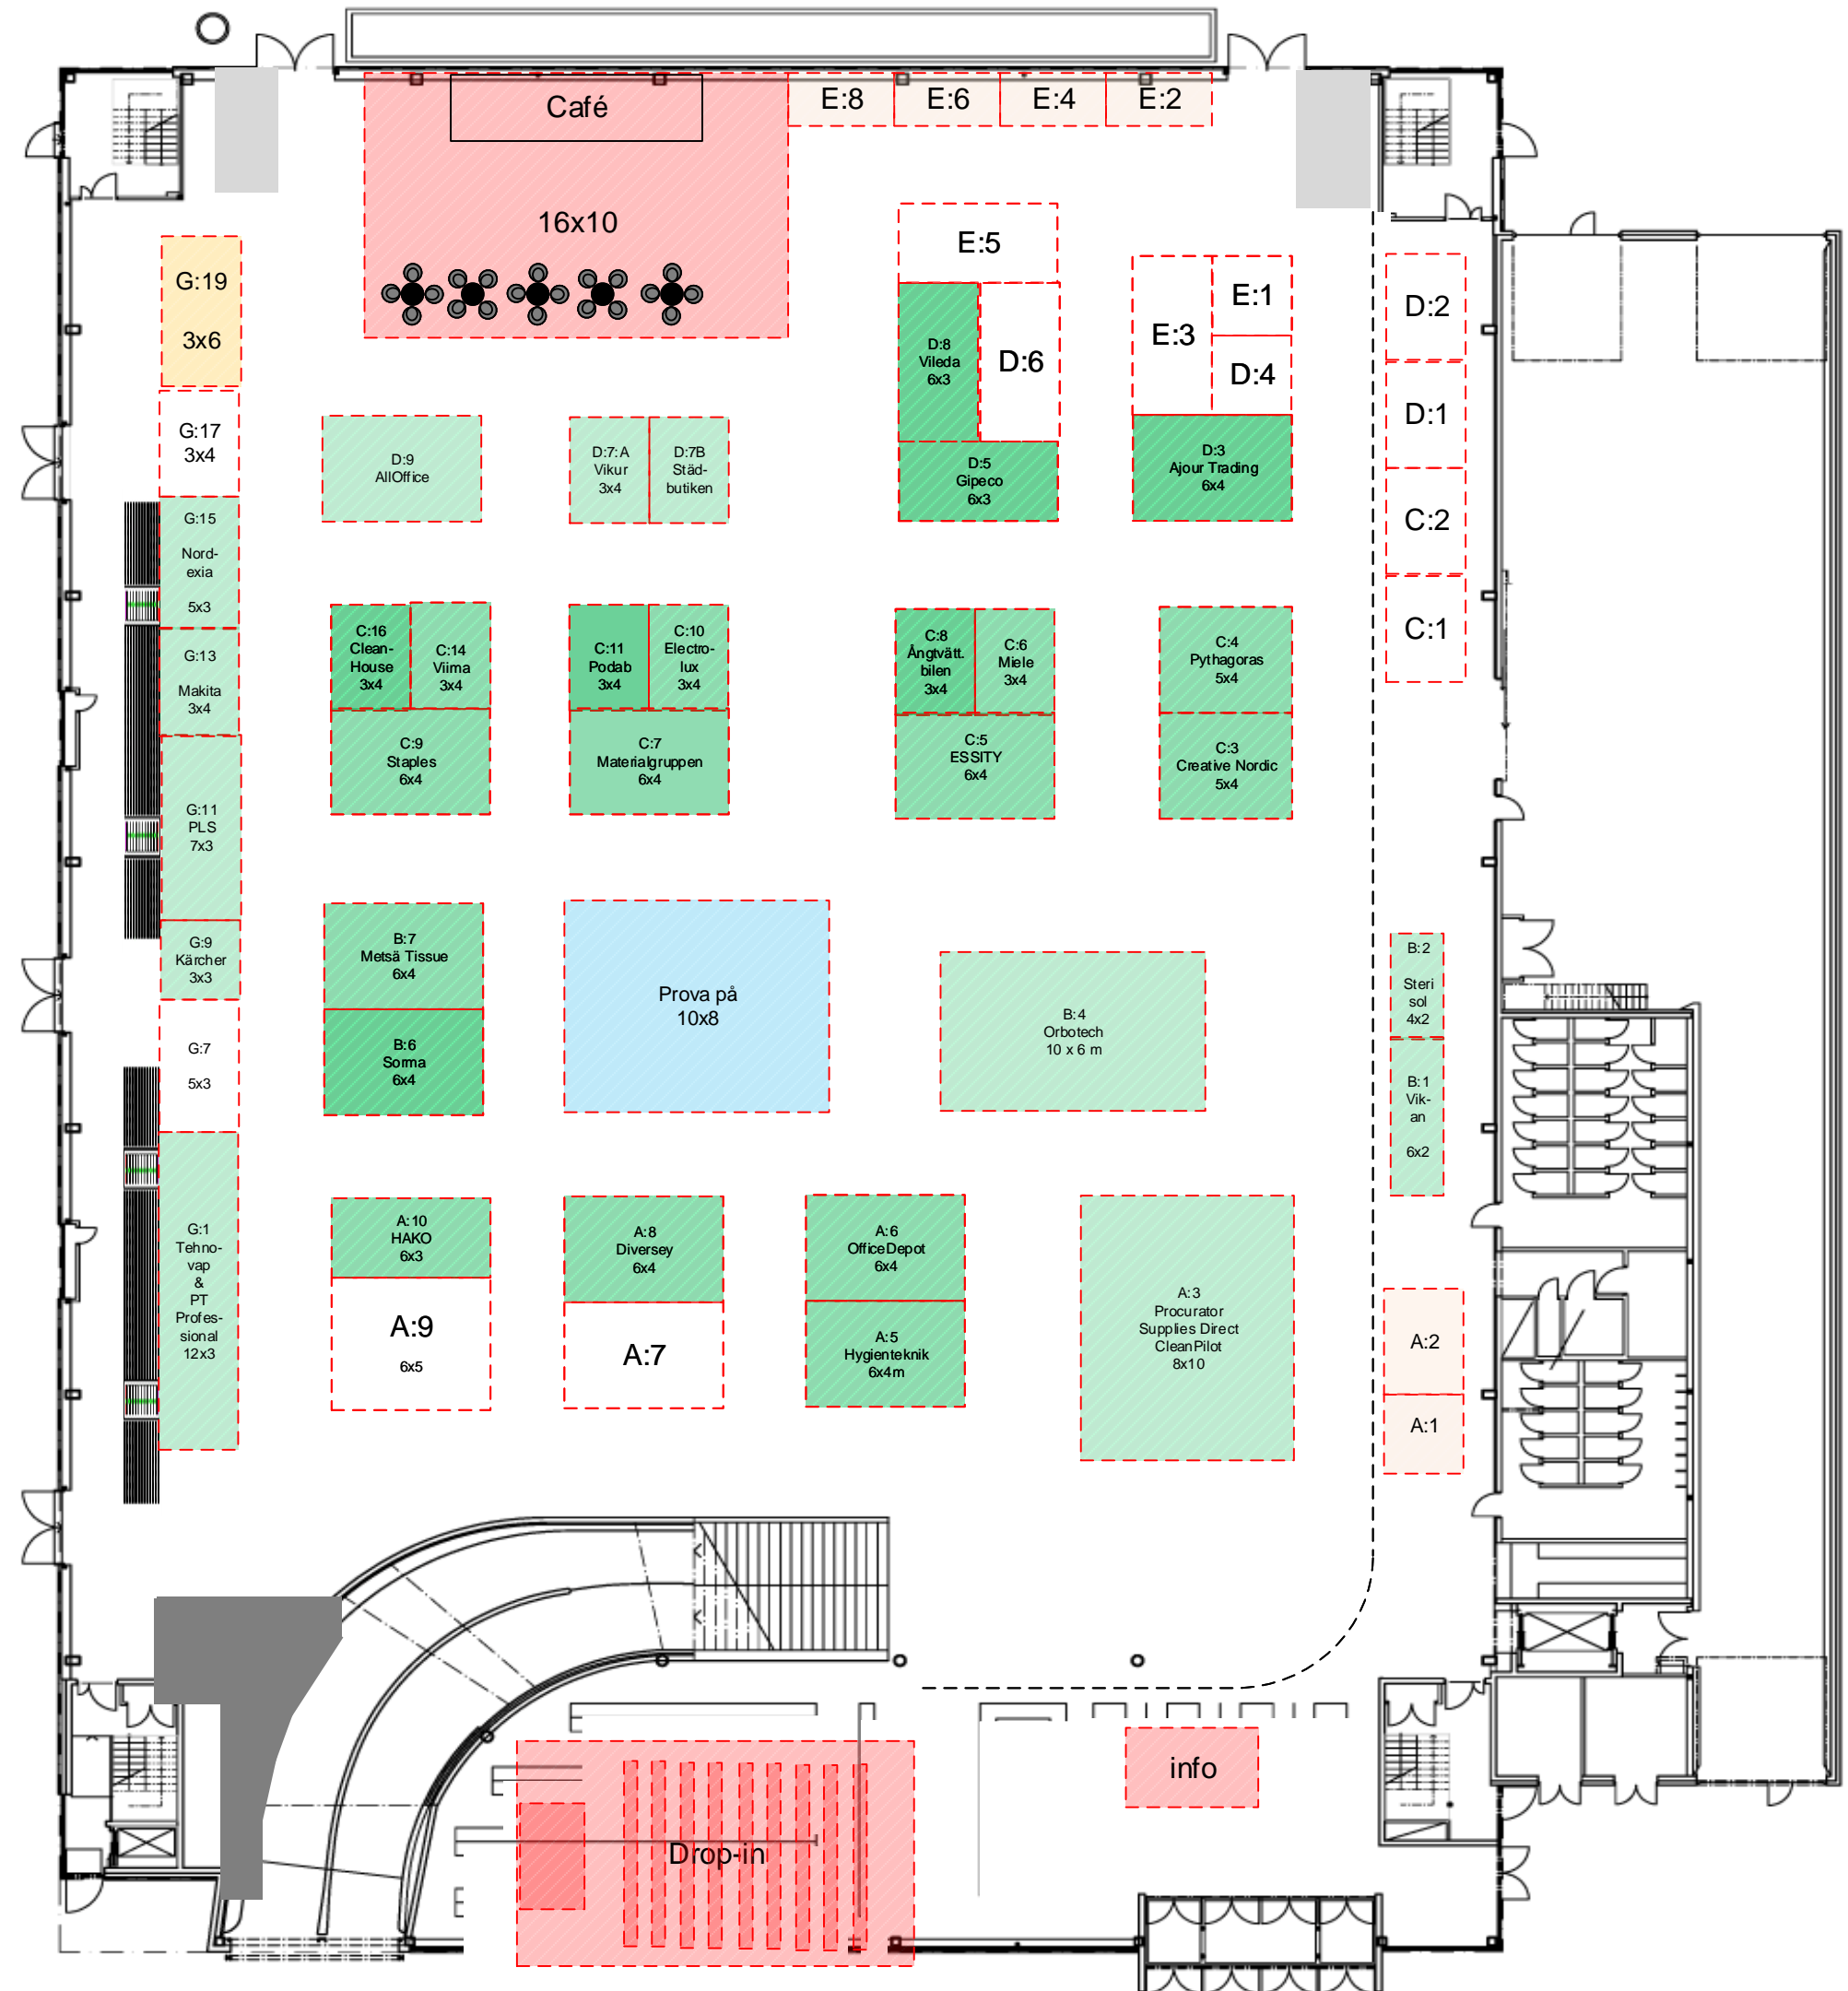 Café
16x10
E:8
E:6
E:4
E:2
E:5
E:3
E:1
D:4
D:8
Vileda
6x3
D:6
D:5
Gipeco
6x3
D:3
Ajour Trading
6x4
D:2
D:1
C:2
C:1
G:19
3x6
G:17
3x4
G:15
Nord-
exia
5x3
G:13
Makita
3x4
G:11
PLS
7x3
G:9
Kärcher
3x3
G:7
5x3
G:1
Tehno-
vap
&
PT
Profes-
sional
12x3
D:9
AllOffice
D:7:A
Vikur
3x4
D:7B
Städ-
butiken
C:16
Clean-
House
3x4
C:14
Viima
3x4
C:9
Staples
6x4
C:11
Podab
3x4
C:10
Electro-
lux
3x4
C:7
Materialgruppen
6x4
C:8
Ångtvätt.
bilen
3x4
C:6
Miele
3x4
C:5
ESSITY
6x4
C:4
Pythagoras
5x4
C:3
Creative Nordic
5x4
B:7
Metsä Tissue
6x4
B:6
Sorma
6x4
Prova på
10x8
B:4
Orbotech
10 x 6 m
B:2
Steri
sol
4x2
B:1
Vik-
an
6x2
A:10
HAKO
6x3
A:9
6x5
A:8
Diversey
6x4
A:7
A:6
OfficeDepot
6x4
A:5
Hygienteknik
6x4m
A:3
Procurator
Supplies Direct
CleanPilot
8x10
A:2
A:1
info
Drop-in